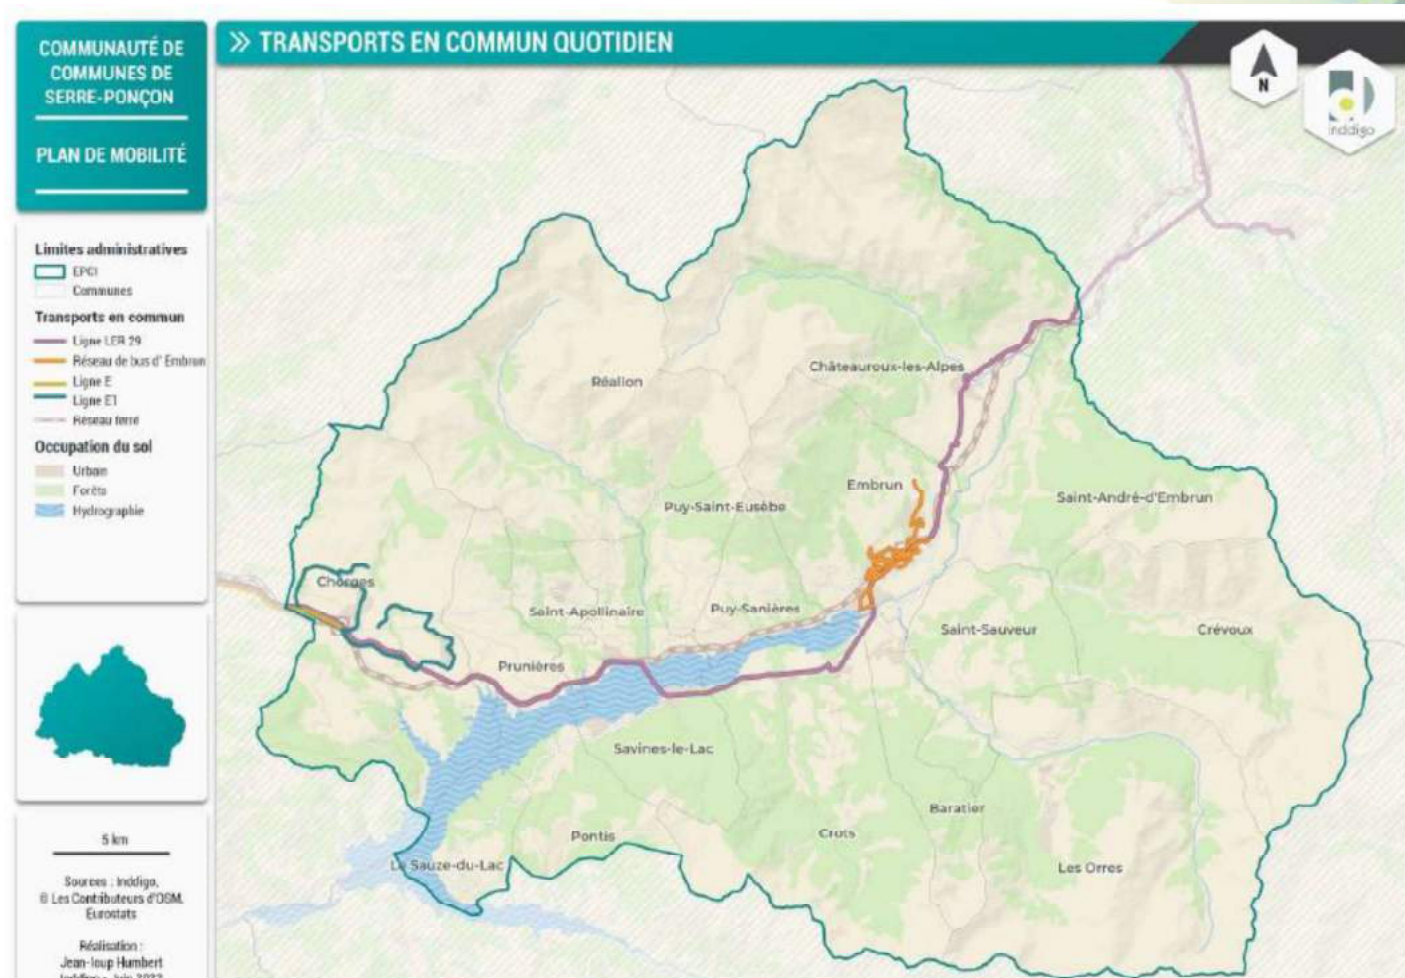 COMMUNAUTÉ DE
COMMUNES DE
SERRE-PONÇON
PLAN DE MOBILITÉ
>> TRANSPORTS EN COMMUN QUOTIDIEN
N
inddigo
Limites administratives
EPCI
Communes
Transports en commun
Ligne LER 29
Réseau de bus d' Embrun
Ligne E
Ligne E1
Réseau ferré
Occupation du sol
Urbain
Forêts
Hydrographie
5 km
Sources : Inddigo,
© Les Contributeurs d'OSM,
Eurostats
Réalisation :
Jean-loup Humbert
Châteauroux-les-Alpes
Réallon
Embrun
Saint-André-d'Embrun
Puy-Saint-Eusèbe
Chorges
Saint-Apollinaire
Puy-Sanières
Saint-Sauveur
Crévoux
Prunières
Savines-le-Lac
Baratier
Pontis
Crots
Le Sauze-du-Lac
Les Orres